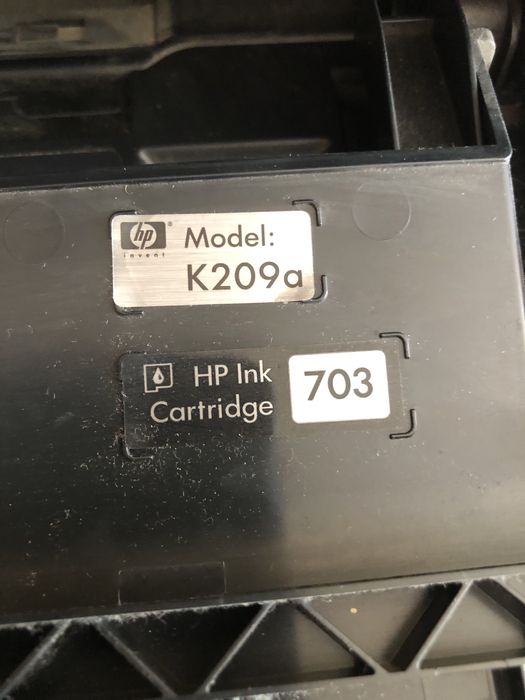 hp® Model:
invent K209a
HP Ink 703
Cartridge